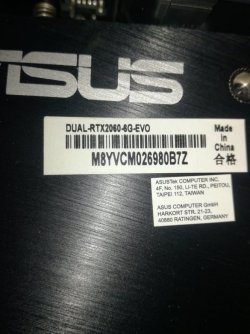 ASUS
DUAL-RTX2060-6G-EVO
M8YVCM026980B7Z
Made in
China
合格
ASUSTek COMPUTER INC.
4F, No. 150, LI-TE RD., PEITOU,
TAIPEI 112, TAIWAN
ASUS COMPUTER GmbH
HARKORT STR. 21-23,
40880 RATINGEN, GERMANY